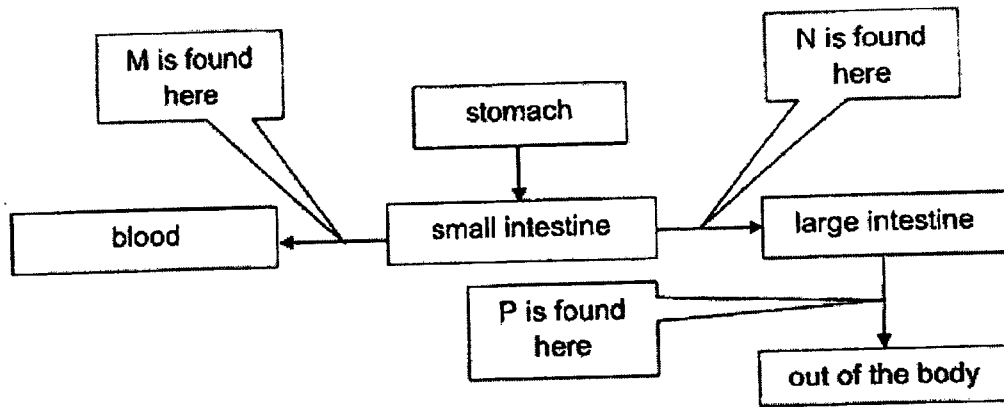 M is found
here
N is found
here
stomach
blood
small intestine
large intestine
P is found
here
out of the body